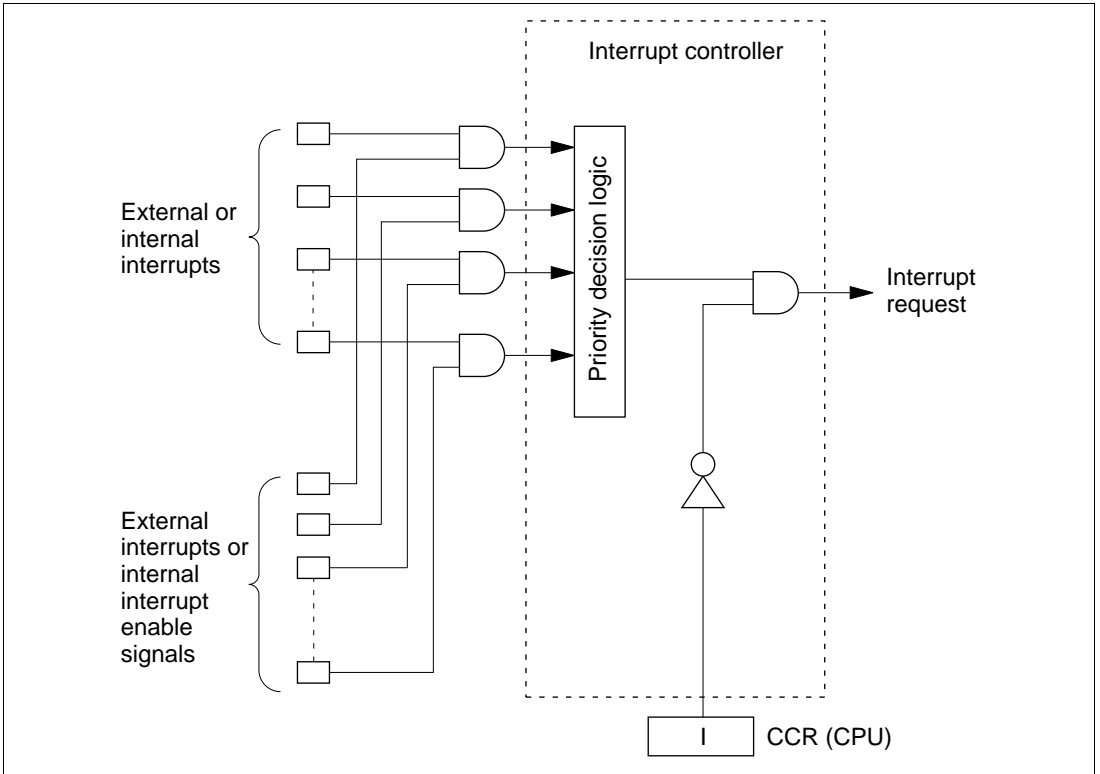 Interrupt controller
External or
internal
interrupts
Priority decision logic
Interrupt
request
External
interrupts or
internal
interrupt
enable
signals
I
CCR (CPU)